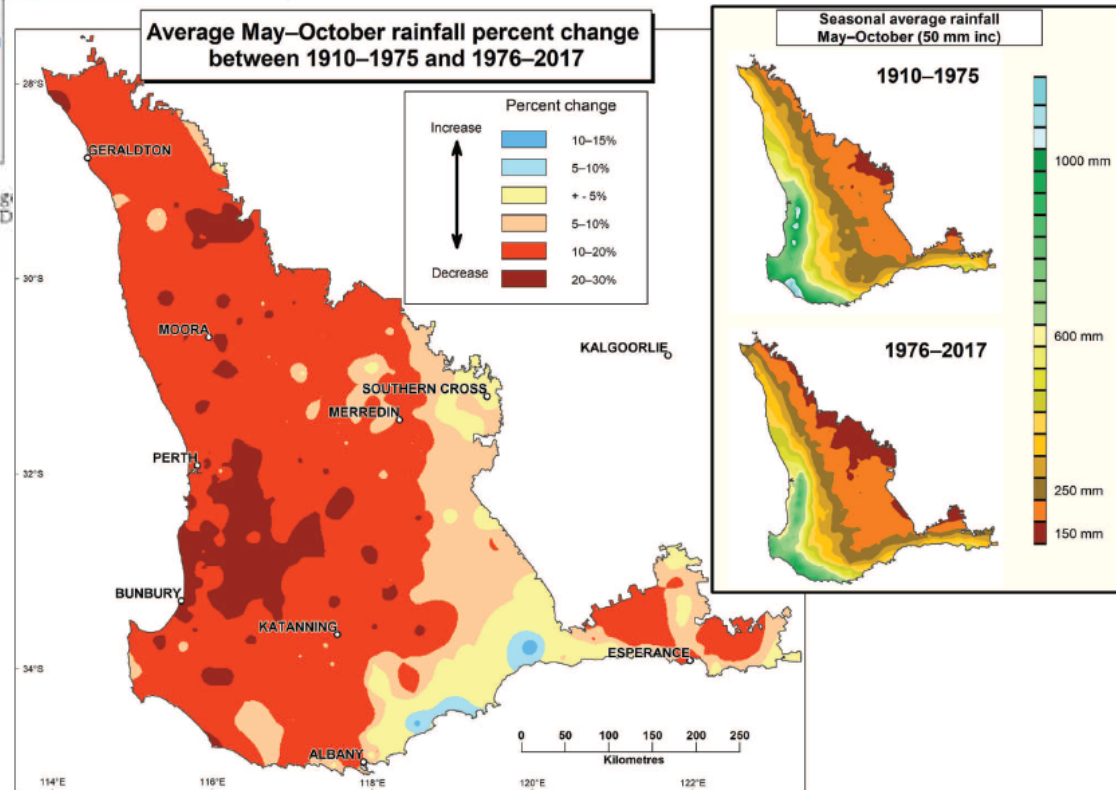 Average May–October rainfall percent change
between 1910–1975 and 1976–2017
Percent change
Increase
Decrease
10–15%
5–10%
+ - 5%
5–10%
10–20%
20–30%
28°S
30°S
32°S
34°S
GERALDTON
MOORA
KALGOORLIE
SOUTHERN CROSS
MERREDIN
PERTH
BUNBURY
KATANNING
ESPERANCE
ALBANY
0 50 100 150 200 250
Kilometres
114°E 116°E 118°E 120°E 122°E
Seasonal average rainfall
May–October (50 mm inc)
1910–1975
1976–2017
1000 mm
600 mm
250 mm
150 mm